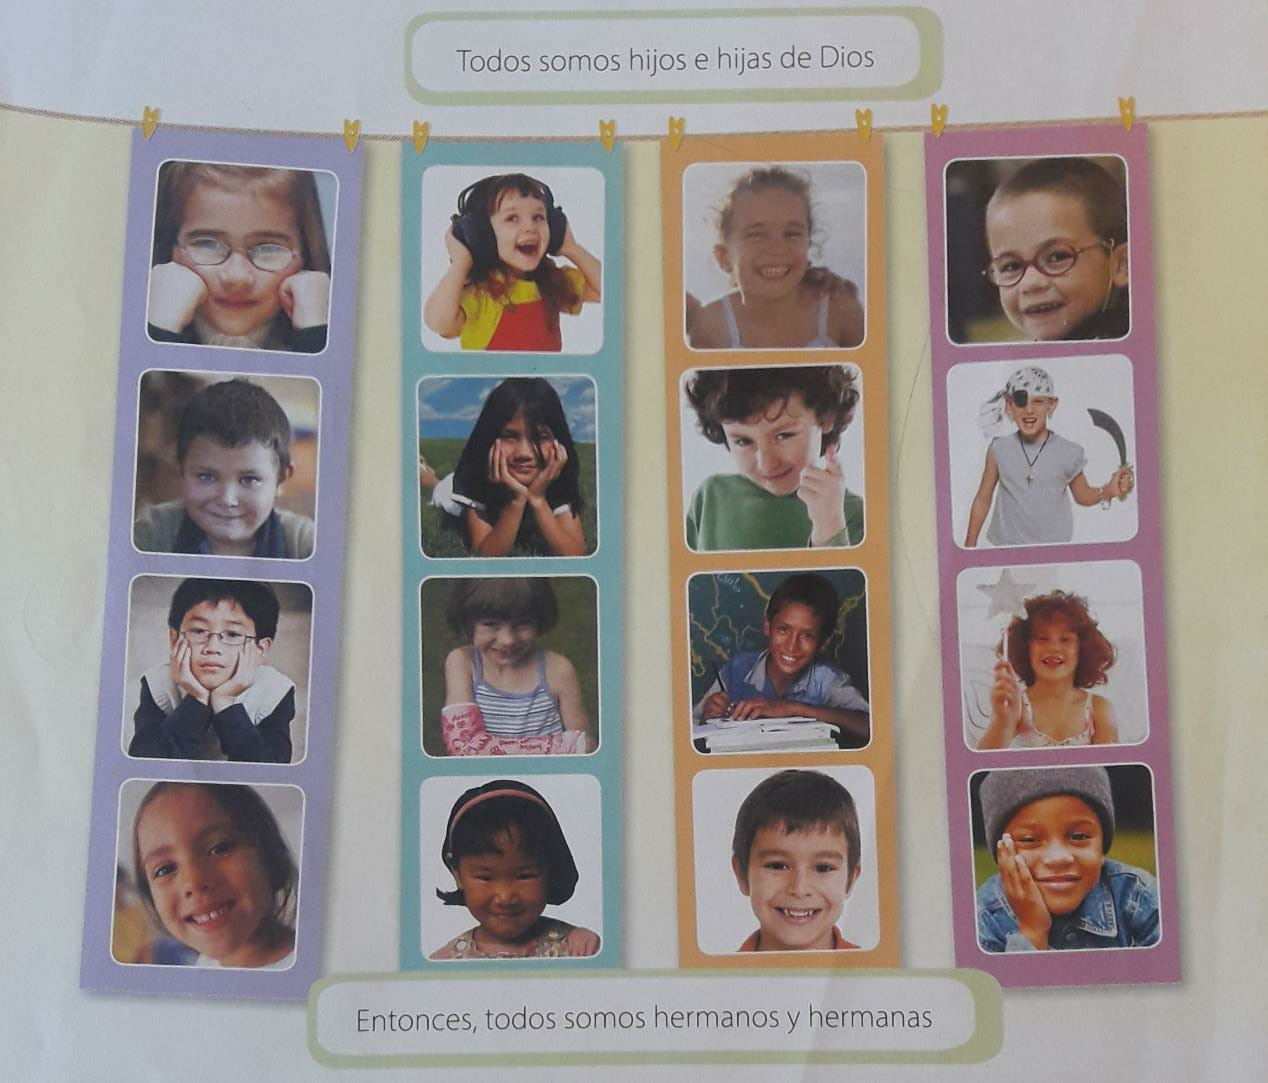 Todos somos hijos e hijas de Dios
Entonces, todos somos hermanos y hermanas